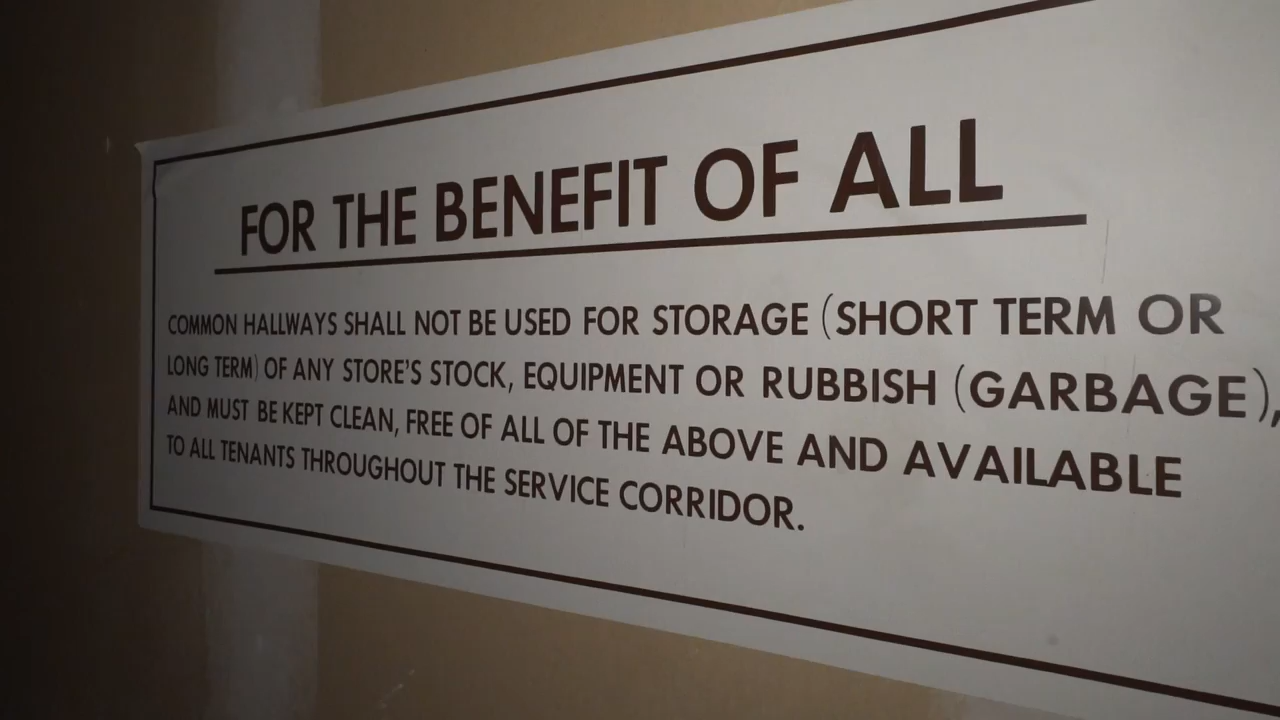 FOR THE BENEFIT OF ALL
COMMON HALLWAYS SHALL NOT BE USED FOR STORAGE (SHORT TERM OR
LONG TERM) OF ANY STORE'S STOCK, EQUIPMENT OR RUBBISH (GARBAGE),
AND MUST BE KEPT CLEAN, FREE OF ALL OF THE ABOVE AND AVAILABLE
TO ALL TENANTS THROUGHOUT THE SERVICE CORRIDOR.